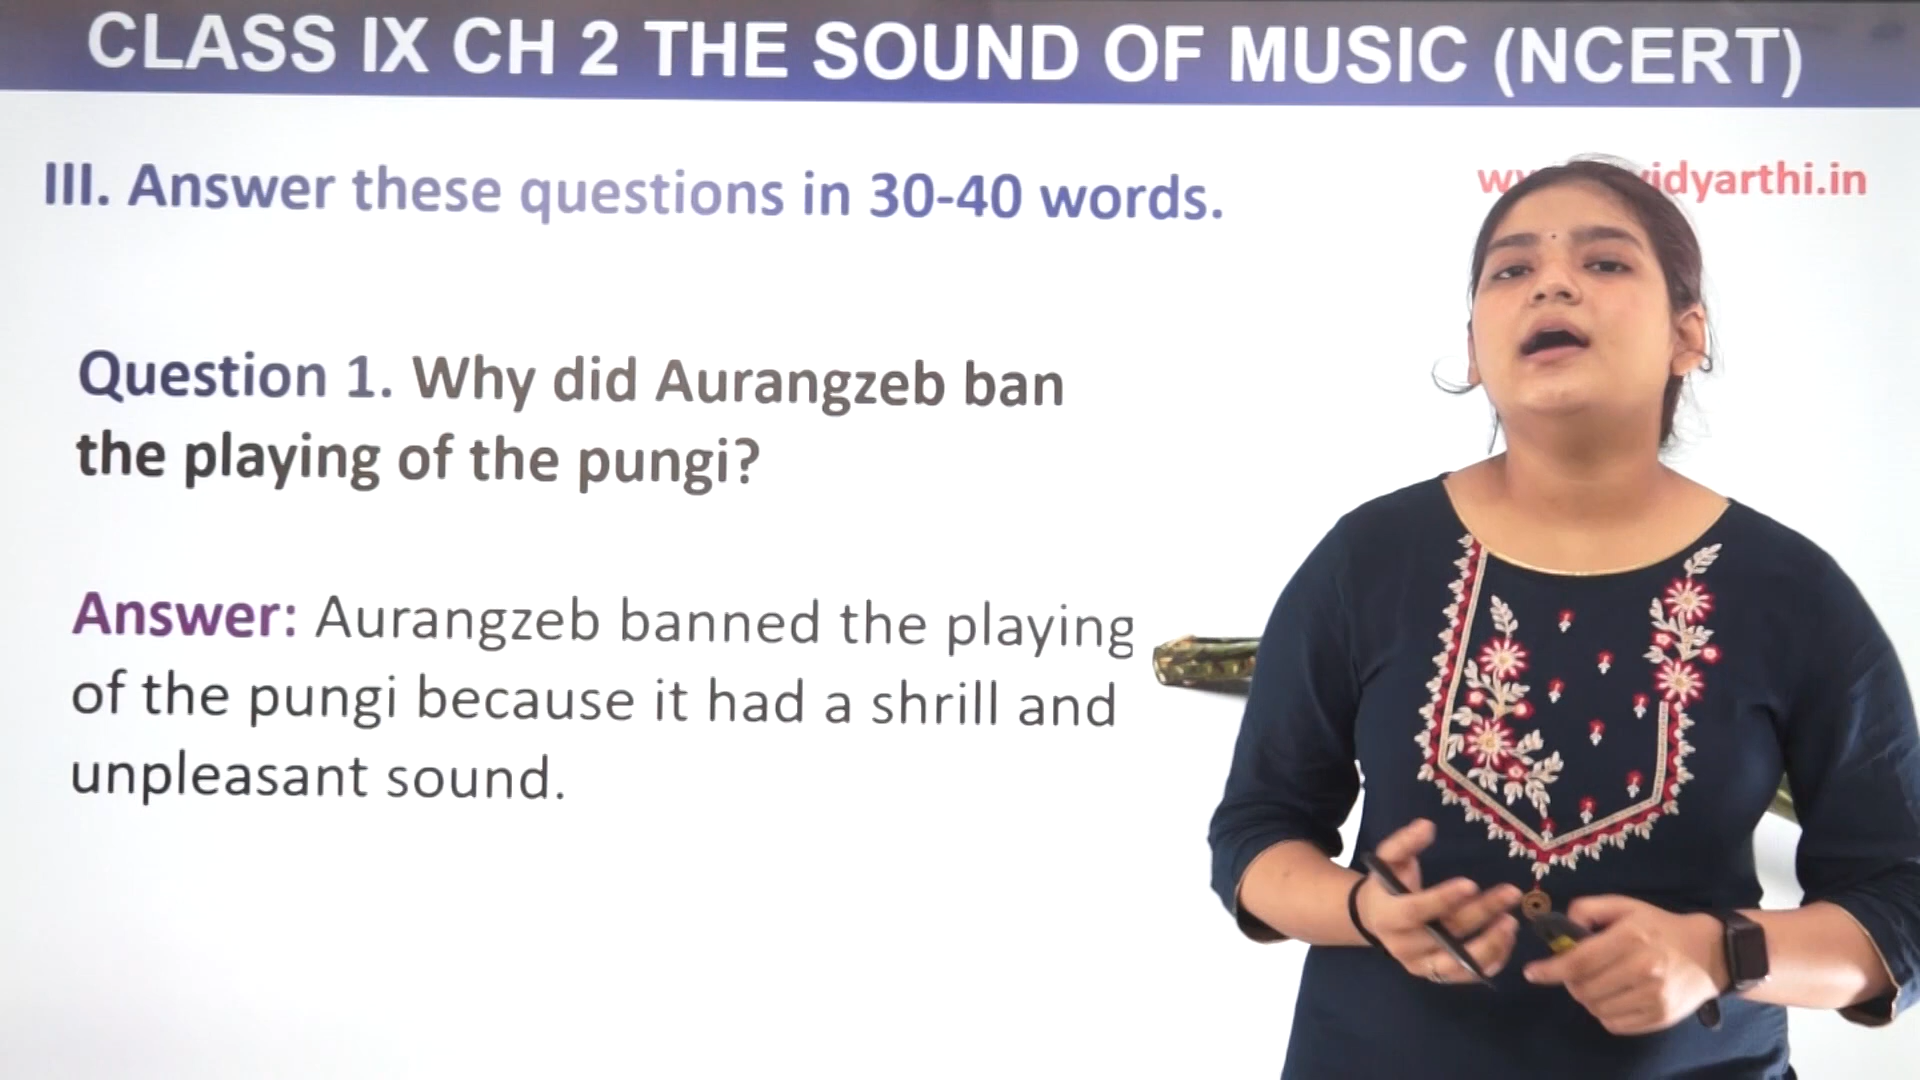 CLASS IX CH 2 THE SOUND OF MUSIC (NCERT)
III. Answer these questions in 30-40 words.
Question 1. Why did Aurangzeb ban
the playing of the pungi?
Answer: Aurangzeb banned the playing
of the pungi because it had a shrill and
unpleasant sound.